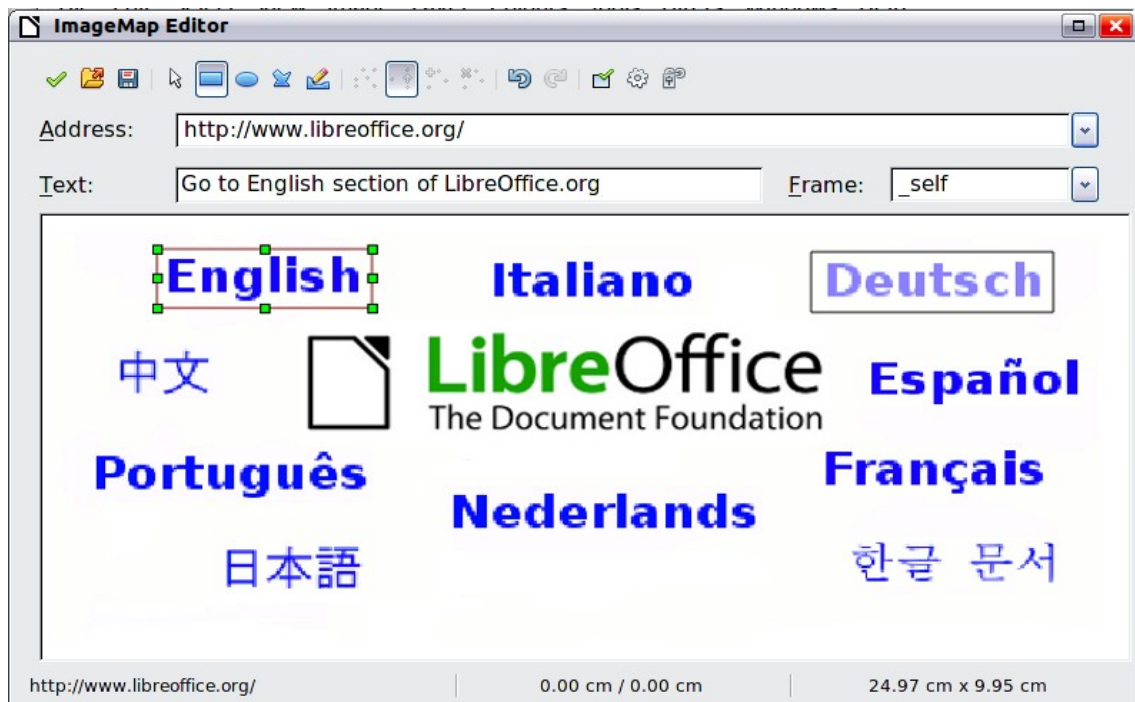 ImageMap Editor
Address: http://www.libreoffice.org/
Text: Go to English section of LibreOffice.org Frame: _self
English Italiano Deutsch
中文 LibreOffice Español
The Document Foundation
Português Français
Nederlands
日本語 한글 문서
http://www.libreoffice.org/ 0.00 cm / 0.00 cm 24.97 cm x 9.95 cm